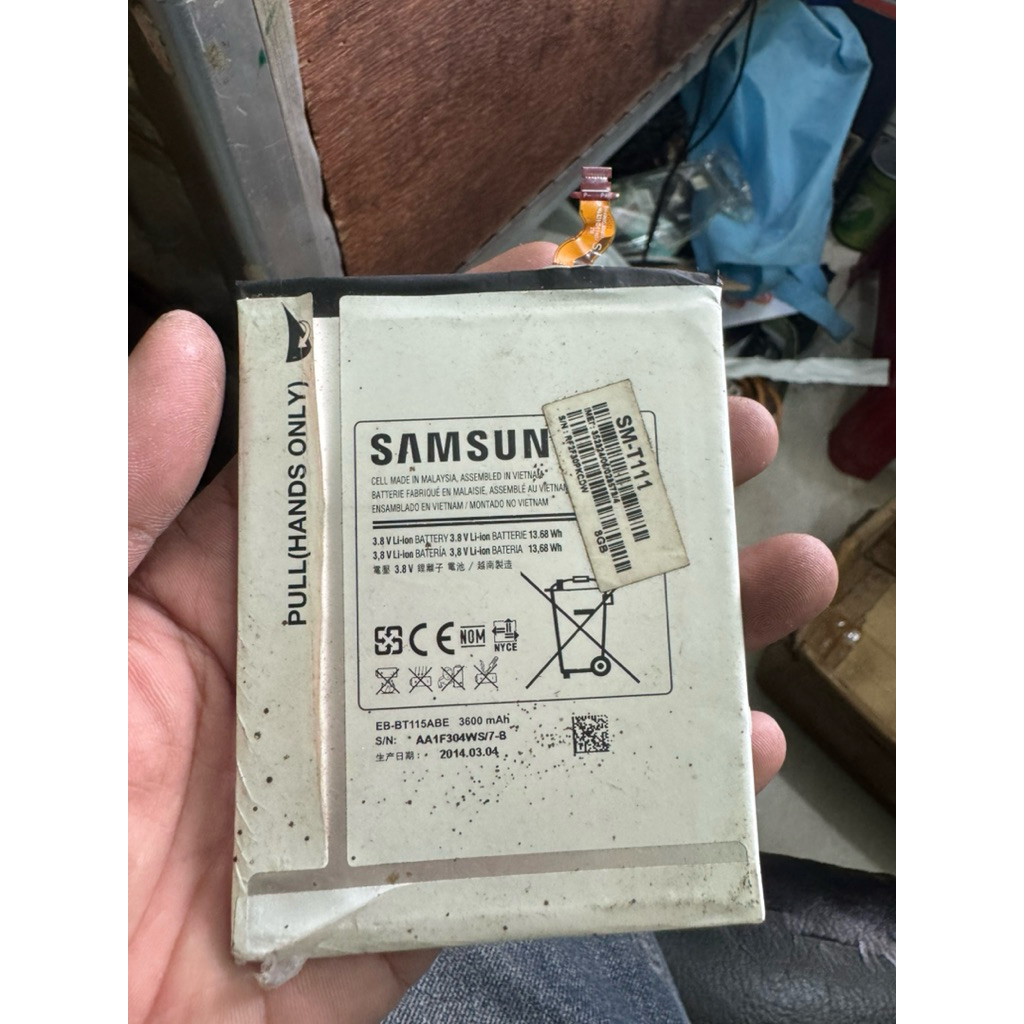 PULL(HANDS ONLY)
SAMSUN
CELL MADE IN MALAYSIA, ASSEMBLED IN VIETNAM
BATTERIE FABRIQUÉ EN MALAISIE, ASSEMBLÉ AU VIETNAM
ENSAMBLADO EN VIETNAM / MONTADO NO VIETNAM
3.8 V Li-ion BATTERY 3.8 V Li-ion BATTERIE 13.68 Wh
3,8 V Li-ion BATERÍA 3,8 V Li-ion BATERIA 13,68 Wh
電壓 3.8 V 鋰離子 電池 / 越南製造
CE NOM NYCE
EB-BT115ABE 3600 mAh
S/N: AA1F304WS/7-B
生产日期: 2014.03.04
SM-T111
S/N:
8GB